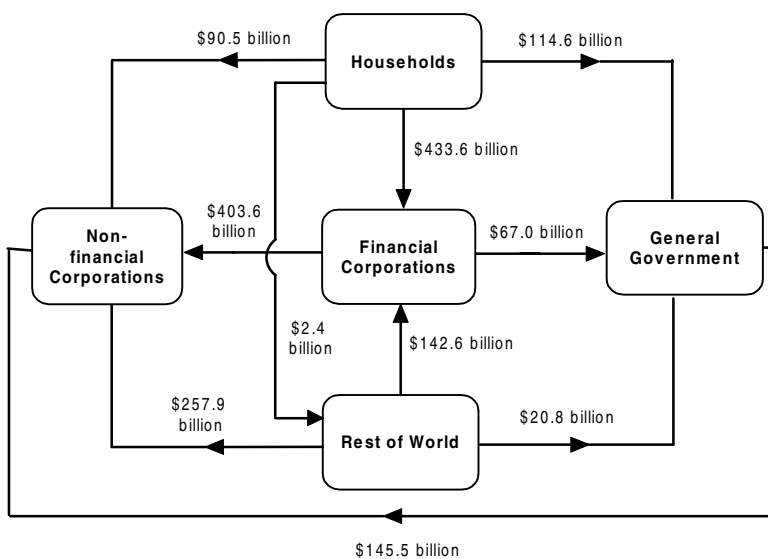 $90.5 billion
Households
$114.6 billion
$433.6 billion
$403.6
billion
Non-
financial
Corporations
Financial
Corporations
$67.0 billion
General
Government
$2.4
billion
$142.6 billion
$257.9
billion
Rest of World
$20.8 billion
$145.5 billion